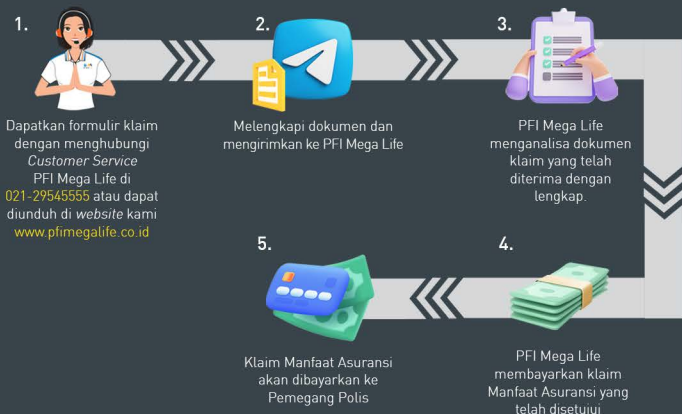 1.
Dapatkan formulir klaim
dengan menghubungi
Customer Service
PFI Mega Life di
021-29545555 atau dapat
diunduh di website kami
www.pfimegalife.co.id
2.
Melengkapi dokumen dan
mengirimkan ke PFI Mega Life
3.
PFI Mega Life
menganalisa dokumen
klaim yang telah
diterima dengan
lengkap.
4.
PFI Mega Life
membayarkan klaim
Manfaat Asuransi yang
telah disetujui
5.
Klaim Manfaat Asuransi
akan dibayarkan ke
Pemegang Polis